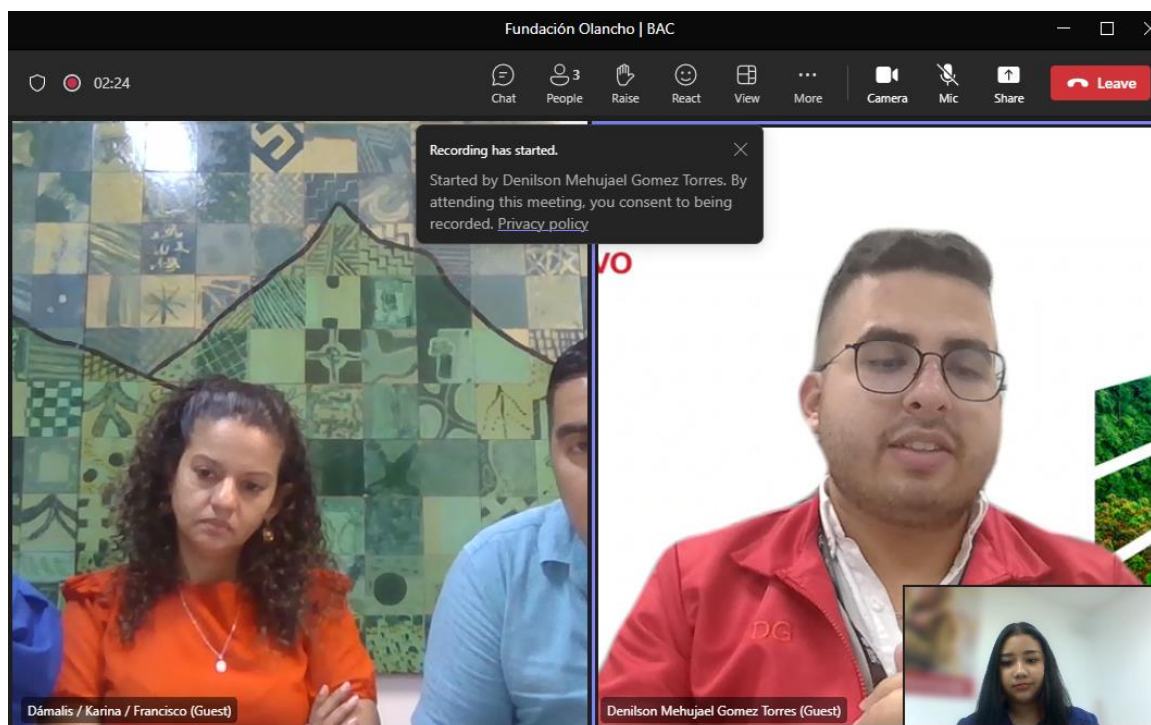 Fundación Olancho | BAC
02:24
Chat
People 3
Raise
React
View
More
Camera
Mic
Share
Leave
Recording has started.
Started by Denilson Mehujael Gomez Torres. By
attending this meeting, you consent to being
recorded. Privacy policy
VO
DG
Dámalis / Karina / Francisco (Guest)
Denilson Mehujael Gomez Torres (Guest)